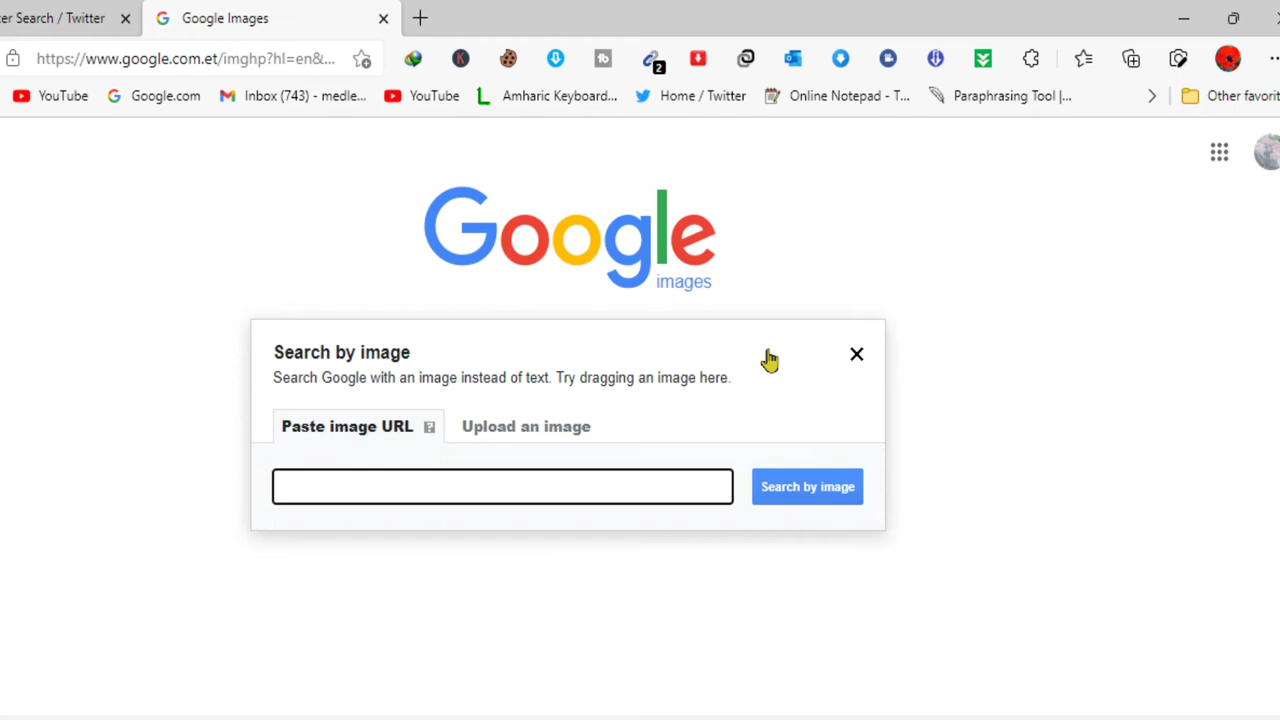 er Search / Twitter
Google Images
https://www.google.com.et/imghp?hl=en&...
2
YouTube
Google.com
Inbox (743) - medle...
YouTube
Amharic Keyboard...
Home / Twitter
Online Notepad - T...
Paraphrasing Tool |...
Other favorit
Google
images
Search by image
Search Google with an image instead of text. Try dragging an image here.
Paste image URL ?
Upload an image
Search by image